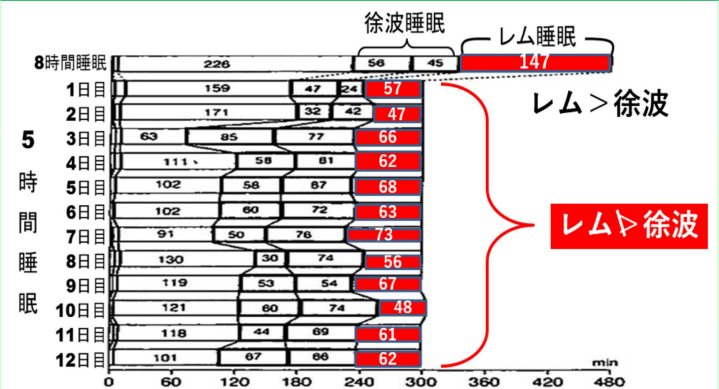 徐波睡眠
レム睡眠
8時間睡眠 226 56 45 147
1日目 159 47 24 57
レム＞徐波
2日目 171 32 42 47
3日目 63 85 77 66
4日目 111 58 81 62
5日目 102 58 67 68
6日目 102 60 72 63
7日目 91 50 76 73
8日目 130 30 74 56
9日目 119 53 54 67
10日目 121 60 74 48
11日目 118 44 69 61
12日目 101 67 66 62
5時間睡眠
レム≯徐波
min
0 60 120 180 240 300 360 420 480